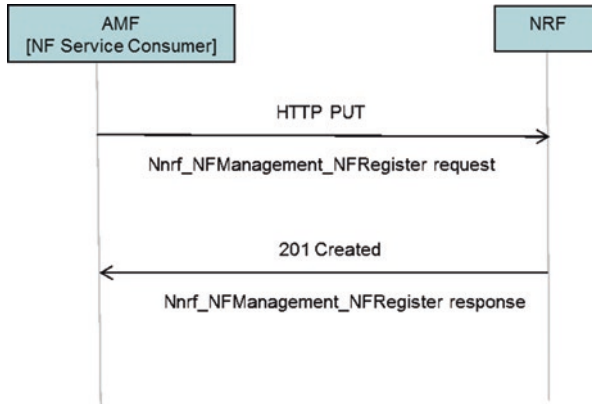 AMF
[NF Service Consumer]
NRF
HTTP PUT
Nnrf_NFManagement_NFRegister request
201 Created
Nnrf_NFManagement_NFRegister response